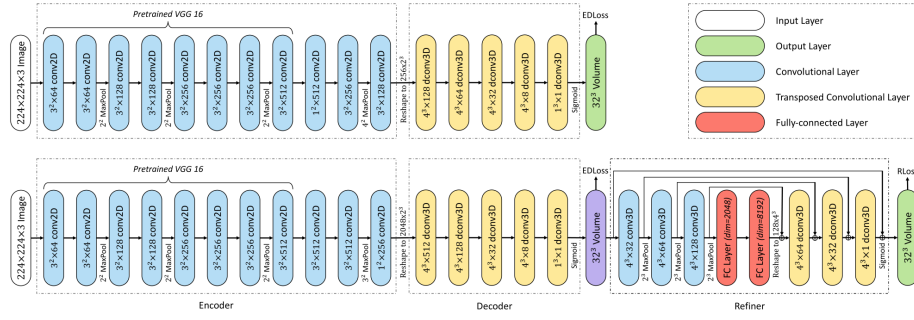 Pretrained VGG 16
EDLoss
224×224×3 Image
3²×64 conv2D
3²×64 conv2D
2² MaxPool
3²×128 conv2D
3²×128 conv2D
2² MaxPool
3²×256 conv2D
3²×256 conv2D
3²×256 conv2D
2² MaxPool
3²×512 conv2D
1²×512 conv2D
3²×256 conv2D
4² MaxPool
3²×128 conv2D
Reshape to 256x2³
4³×128 dconv3D
4³×64 dconv3D
4³×32 dconv3D
4³×8 dconv3D
1³×1 dconv3D
Sigmoid
32³ Volume
Input Layer
Output Layer
Convolutional Layer
Transposed Convolutional Layer
Fully-connected Layer
Pretrained VGG 16
EDLoss
RLoss
224×224×3 Image
3²×64 conv2D
3²×64 conv2D
2² MaxPool
3²×128 conv2D
3²×128 conv2D
2² MaxPool
3²×256 conv2D
3²×256 conv2D
3²×256 conv2D
2² MaxPool
3²×512 conv2D
3²×512 conv2D
3²×512 conv2D
3³ MaxPool
1²×256 conv2D
Reshape to 2048x2³
4³×512 dconv3D
4³×128 dconv3D
4³×32 dconv3D
4³×8 dconv3D
1³×1 dconv3D
Sigmoid
32³ Volume
4³×32 conv3D
2³ MaxPool
4³×64 conv3D
2³ MaxPool
4³×128 conv3D
2³ MaxPool
FC Layer (dim=2048)
FC Layer (dim=8192)
Reshape to 128x4³
4³×64 dconv3D
4³×32 dconv3D
4³×1 dconv3D
Sigmoid
32³ Volume
Encoder
Decoder
Refiner